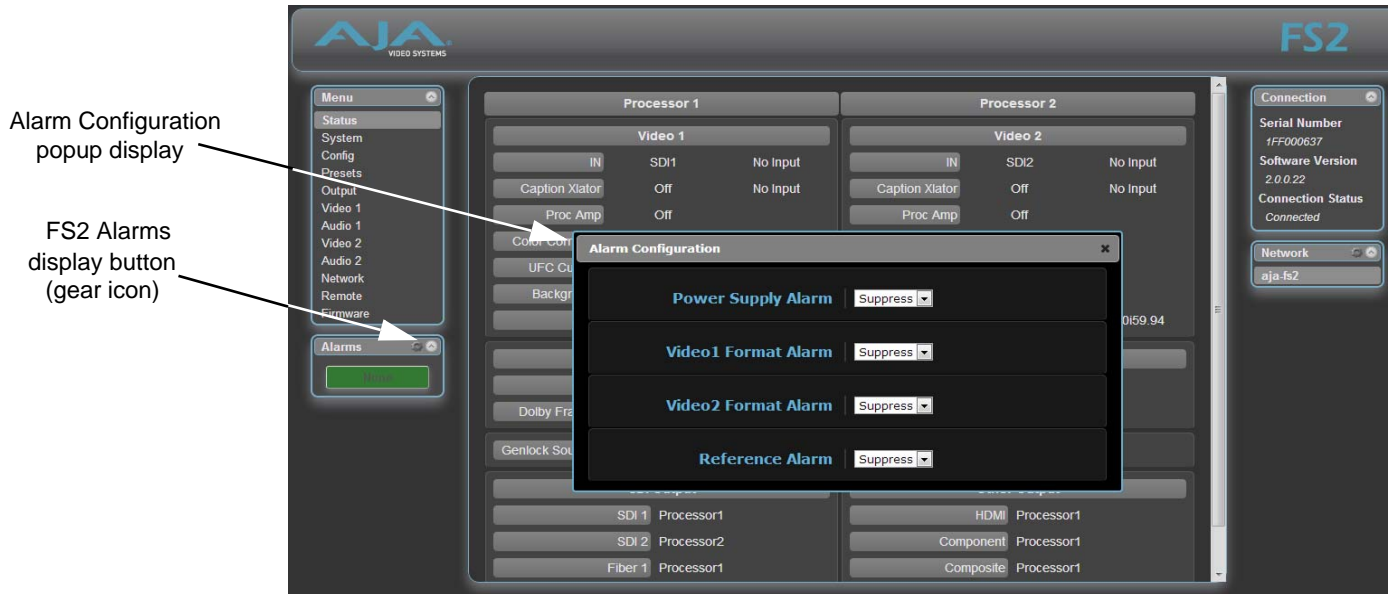 AJA
VIDEO SYSTEMS
FS2
Alarm Configuration
popup display
FS2 Alarms
display button
(gear icon)
Menu
Status
System
Config
Presets
Output
Video 1
Audio 1
Video 2
Audio 2
Network
Remote
Firmware
Alarms
Processor 1
Video 1
IN SDI1 No Input
Caption Xlator Off No Input
Proc Amp Off
UFC
Dolby
Genlock
SDI 1 Processor1
SDI 2 Processor2
Fiber 1 Processor1
Processor 2
Video 2
IN SDI2 No Input
Caption Xlator Off No Input
Proc Amp Off
0i59.94
HDMI Processor1
Component Processor1
Composite Processor1
Alarm Configuration
Power Supply Alarm Suppress
Video1 Format Alarm Suppress
Video2 Format Alarm Suppress
Reference Alarm Suppress
Connection
Serial Number
1FF000637
Software Version
2.0.0.22
Connection Status
Connected
Network
aja-fs2